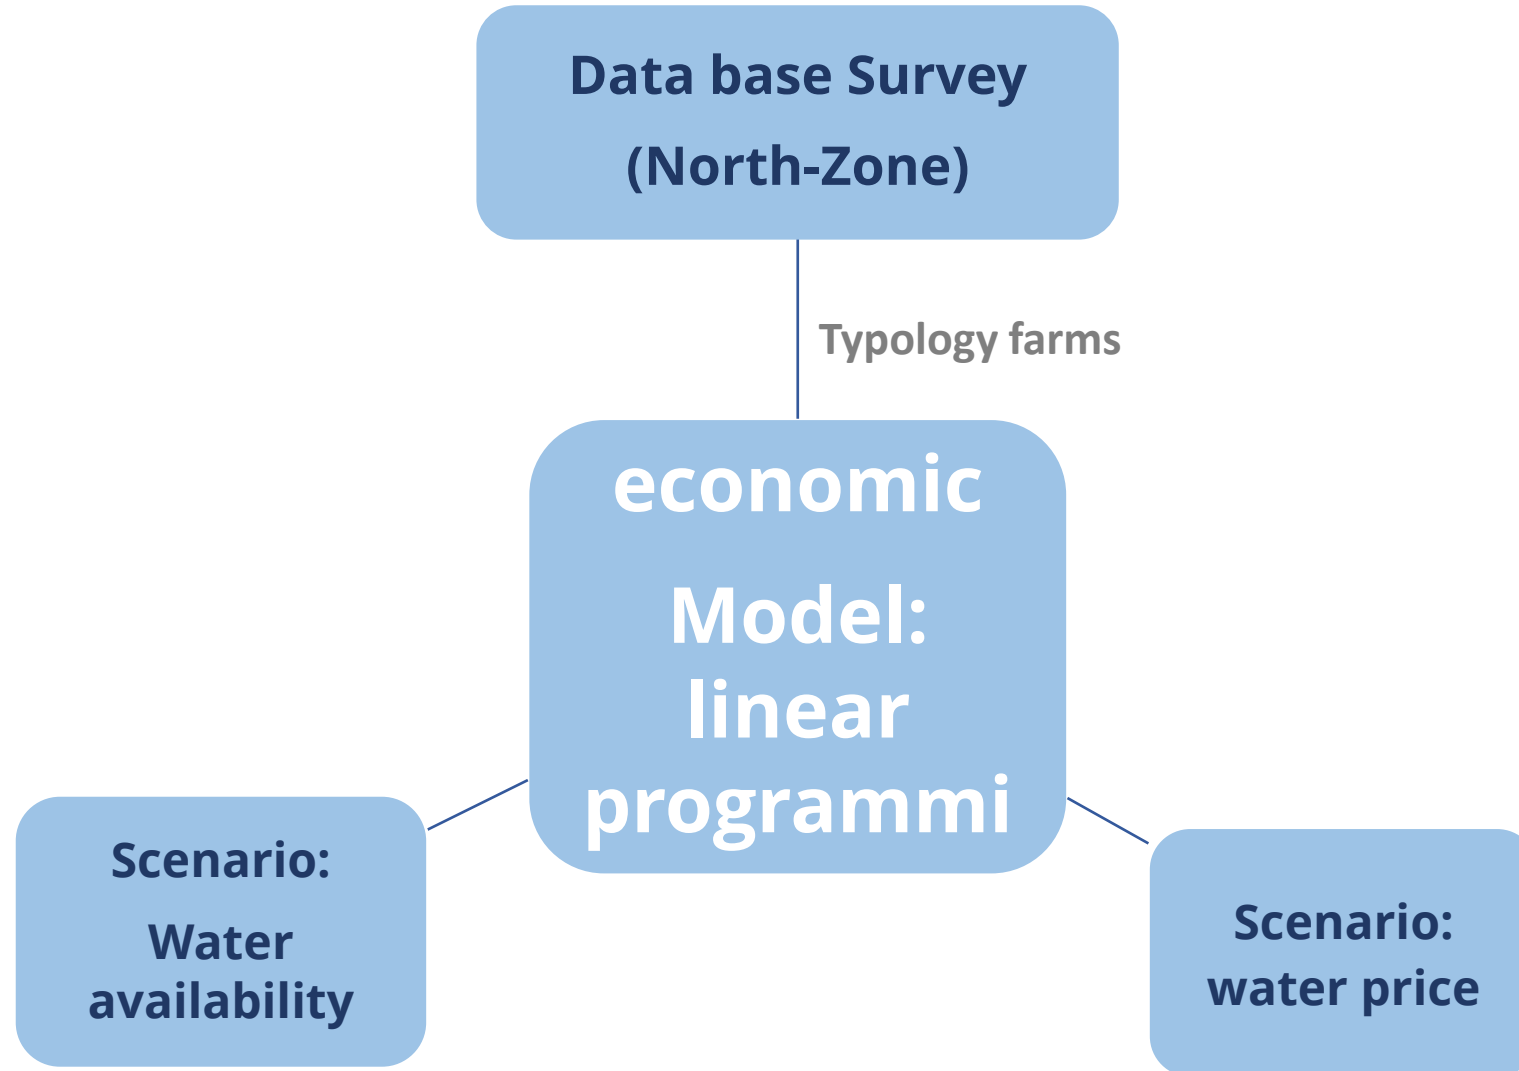 Data base Survey
(North-Zone)
Typology farms
economic
Model:
linear
programmi
Scenario:
Water
availability
Scenario:
water price